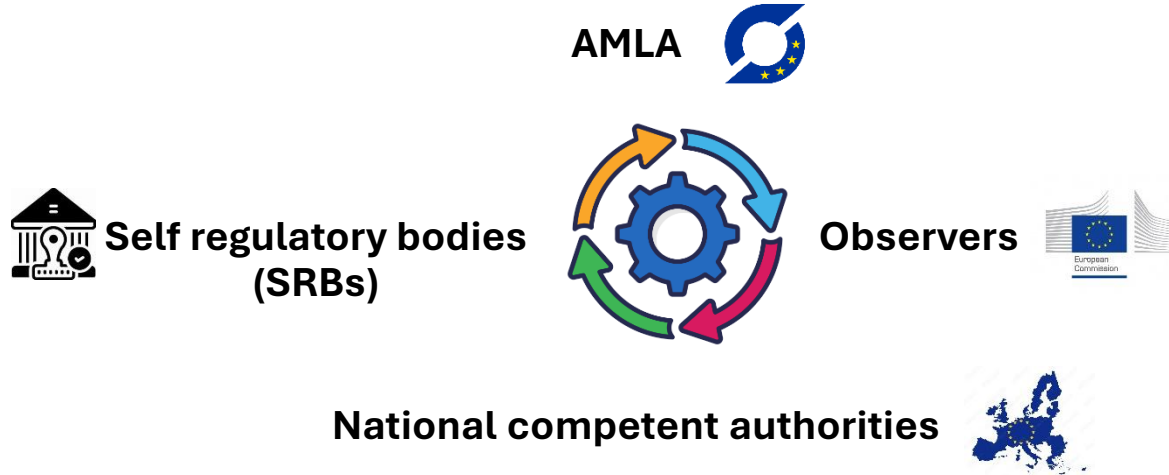 AMLA
Self regulatory bodies
(SRBs)
Observers
European
Commission
National competent authorities